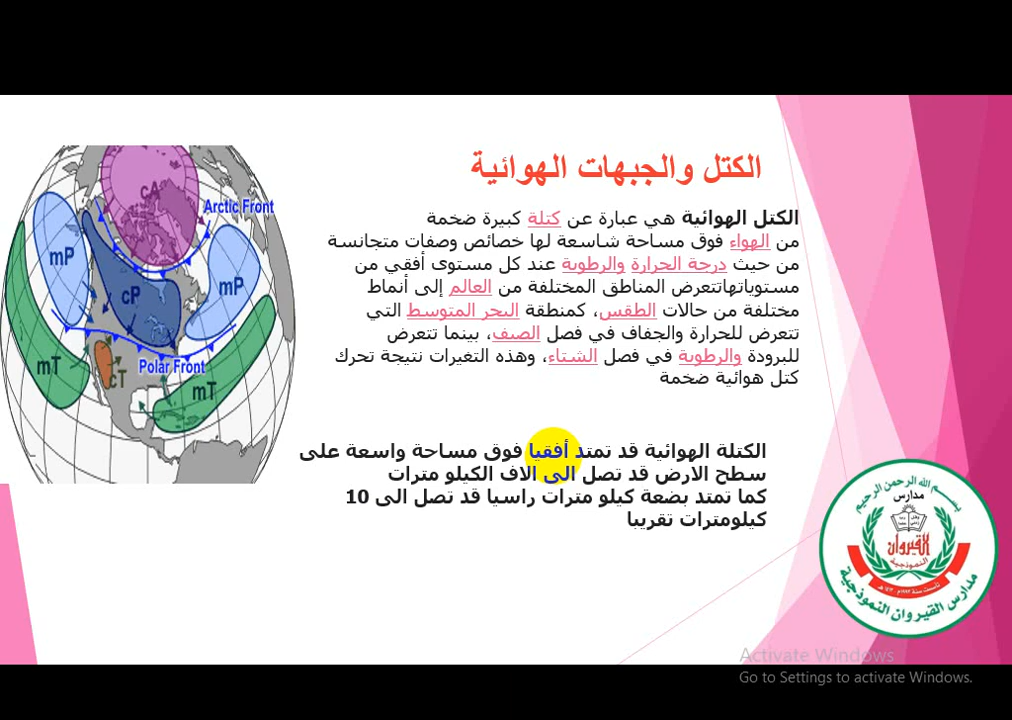 الكتل والجبهات الهوائية
الكتل الهوائية هي عبارة عن كتلة كبيرة ضخمة
من الهواء فوق مساحة شاسعة لها خصائص وصفات متجانسة
من حيث درجة الحرارة والرطوبة عند كل مستوى أفقي من
مستوياتهاتتعرض المناطق المختلفة من العالم إلى أنماط
مختلفة من حالات الطقس، كمنطقة البحر المتوسط التي
تتعرض للحرارة والجفاف في فصل الصيف، بينما تتعرض
للبرودة والرطوبة في فصل الشتاء، وهذه التغيرات نتيجة تحرك
كتل هوائية ضخمة
الكتلة الهوائية قد تمتد أفقيا فوق مساحة واسعة على
سطح الارض قد تصل الى الاف الكيلو مترات
كما تمتد بضعة كيلو مترات راسيا قد تصل الى 10
كيلومترات تقريبا
cA
Arctic Front
mP
cP
mP
mT
cT
Polar Front
mT
بسم الله الرحمن الرحيم
مدارس
القيروان
النموذجية
مدارس القيروان النموذجية
Activate Windows
Go to Settings to activate Windows.